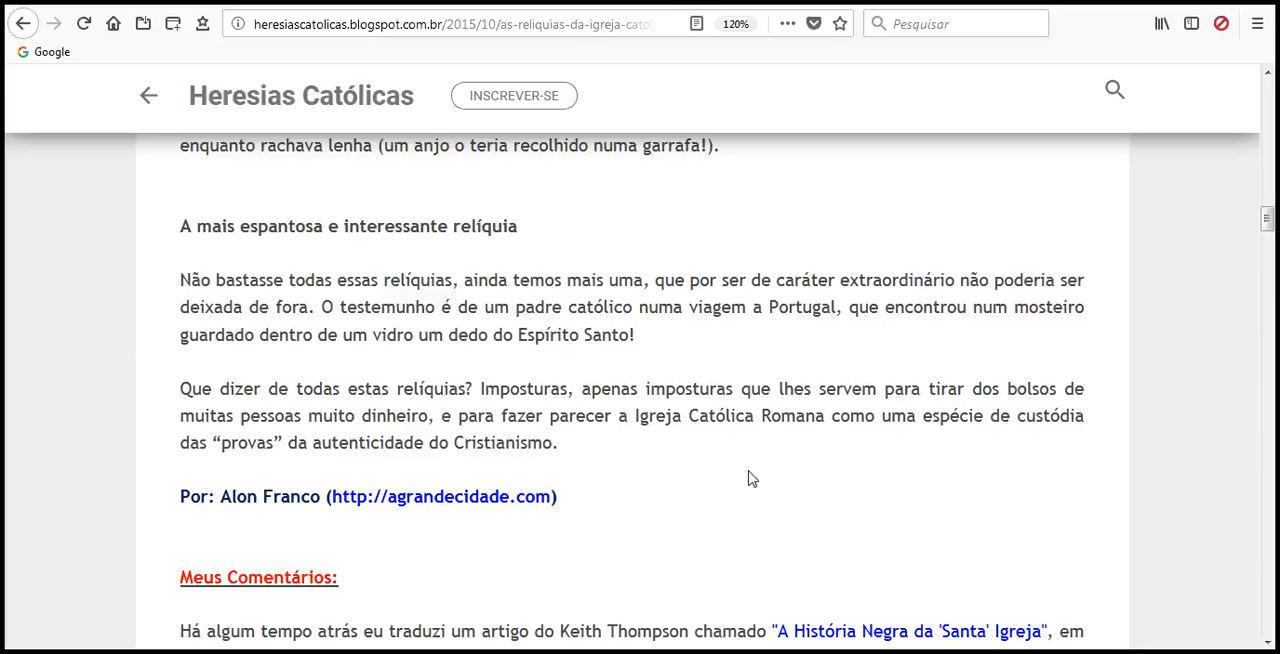 heresiascatolicas.blogspot.com.br/2015/10/as-reliquias-da-igreja-cato
120%
Pesquisar
Google
Heresias Católicas
INSCREVER-SE
enquanto rachava lenha (um anjo o teria recolhido numa garrafa!).
A mais espantosa e interessante relíquia
Não bastasse todas essas relíquias, ainda temos mais uma, que por ser de caráter extraordinário não poderia ser
deixada de fora. O testemunho é de um padre católico numa viagem a Portugal, que encontrou num mosteiro
guardado dentro de um vidro um dedo do Espírito Santo!
Que dizer de todas estas relíquias? Imposturas, apenas imposturas que lhes servem para tirar dos bolsos de
muitas pessoas muito dinheiro, e para fazer parecer a Igreja Católica Romana como uma espécie de custódia
das “provas” da autenticidade do Cristianismo.
Por: Alon Franco (http://agrandecidade.com)
Meus Comentários:
Há algum tempo atrás eu traduzi um artigo do Keith Thompson chamado "A História Negra da 'Santa' Igreja", em